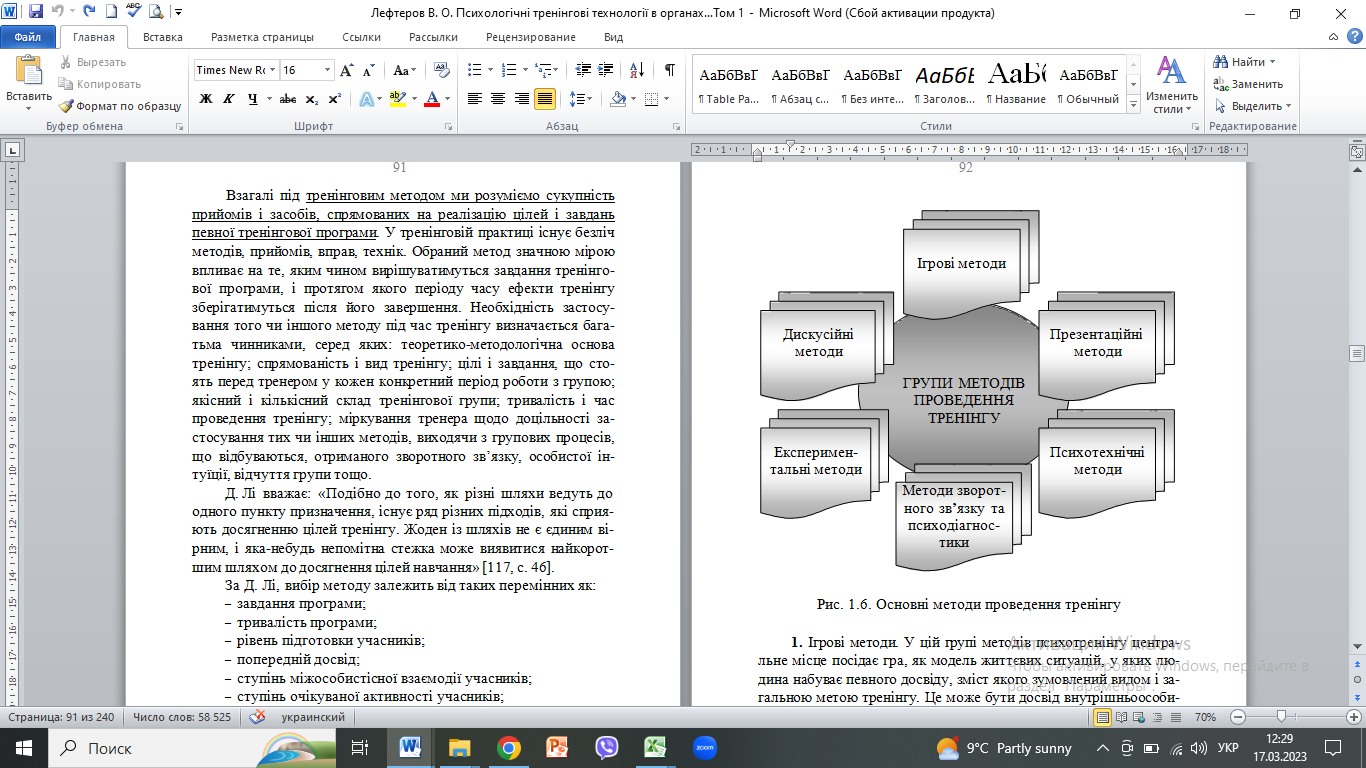 Лефтеров В. О. Психологічні тренінгові технології в органах...Том 1 - Microsoft Word (Сбой активации продукта)
Файл Главная Вставка Разметка страницы Ссылки Рассылки Рецензирование Вид
Вставить
Вырезать
Копировать
Формат по образцу
Буфер обмена
Times New Ro 16
Ж К Ч abc x₂ x² A ab A
Шрифт
Абзац
АаБбВвГ АаБбВвГ АаБбВвГ АаБбЕ АаБ( АаБбВвГ
¶ Table Pa... ¶ Абзац с... ¶ Без инте... ¶ Заголов... ¶ Название ¶ Обычный
Стили
Изменить
стили
Найти
Заменить
Выделить
Редактирование
91
Взагалі під тренінговим методом ми розуміємо сукупність
прийомів і засобів, спрямованих на реалізацію цілей і завдань
певної тренінгової програми. У тренінговій практиці існує безліч
методів, прийомів, вправ, технік. Обраний метод значною мірою
впливає на те, яким чином вирішуватимуться завдання тренінго-
вої програми, і протягом якого періоду часу ефекти тренінгу
зберігатимуться після його завершення. Необхідність застосу-
вання того чи іншого методу під час тренінгу визначається бага-
тьма чинниками, серед яких: теоретико-методологічна основа
тренінгу; спрямованість і вид тренінгу; цілі і завдання, що сто-
ять перед тренером у кожен конкретний період роботи з групою;
якісний і кількісний склад тренінгової групи; тривалість і час
проведення тренінгу; міркування тренера щодо доцільності за-
стосування тих чи інших методів, виходячи з групових процесів,
що відбуваються, отриманого зворотного зв’язку, особистої ін-
туїції, відчуття групи тощо.
Д. Лі вважає: «Подібно до того, як різні шляхи ведуть до
одного пункту призначення, існує ряд різних підходів, які сприя-
ють досягненню цілей тренінгу. Жоден із шляхів не є єдиним ві-
рним, і яка-небудь непомітна стежка може виявитися найкорот-
шим шляхом до досягнення цілей навчання» [117, с. 46].
За Д. Лі, вибір методу залежить від таких перемінних як:
– завдання програми;
– тривалість програми;
– рівень підготовки учасників;
– попередній досвід;
– ступінь міжособистісної взаємодії учасників;
– ступінь очікуваної активності учасників;
92
Ігрові методи
Дискусійні
методи
Презентаційні
методи
ГРУПИ МЕТОДІВ
ПРОВЕДЕННЯ
ТРЕНІНГУ
Експеримен-
тальні методи
Психотехнічні
методи
Методи зворот-
ного зв’язку та
психодіагнос-
тики
Рис. 1.6. Основні методи проведення тренінгу
1. Ігрові методи. У цій групі методів психотренінгу центра-
льне місце посідає гра, як модель життєвих ситуацій, у яких лю-
дина набуває певного досвіду, зміст якого зумовлений видом і за-
гальною метою тренінгу. Це може бути досвід внутрішньоособи-
Активация Windows
Чтобы активировать Windows, перейдите в
раздел "Параметры".
Страница: 91 из 240 Число слов: 58 525 украинский 70%
Поиск
zoom
9°C Partly sunny
УКР
12:29
17.03.2023